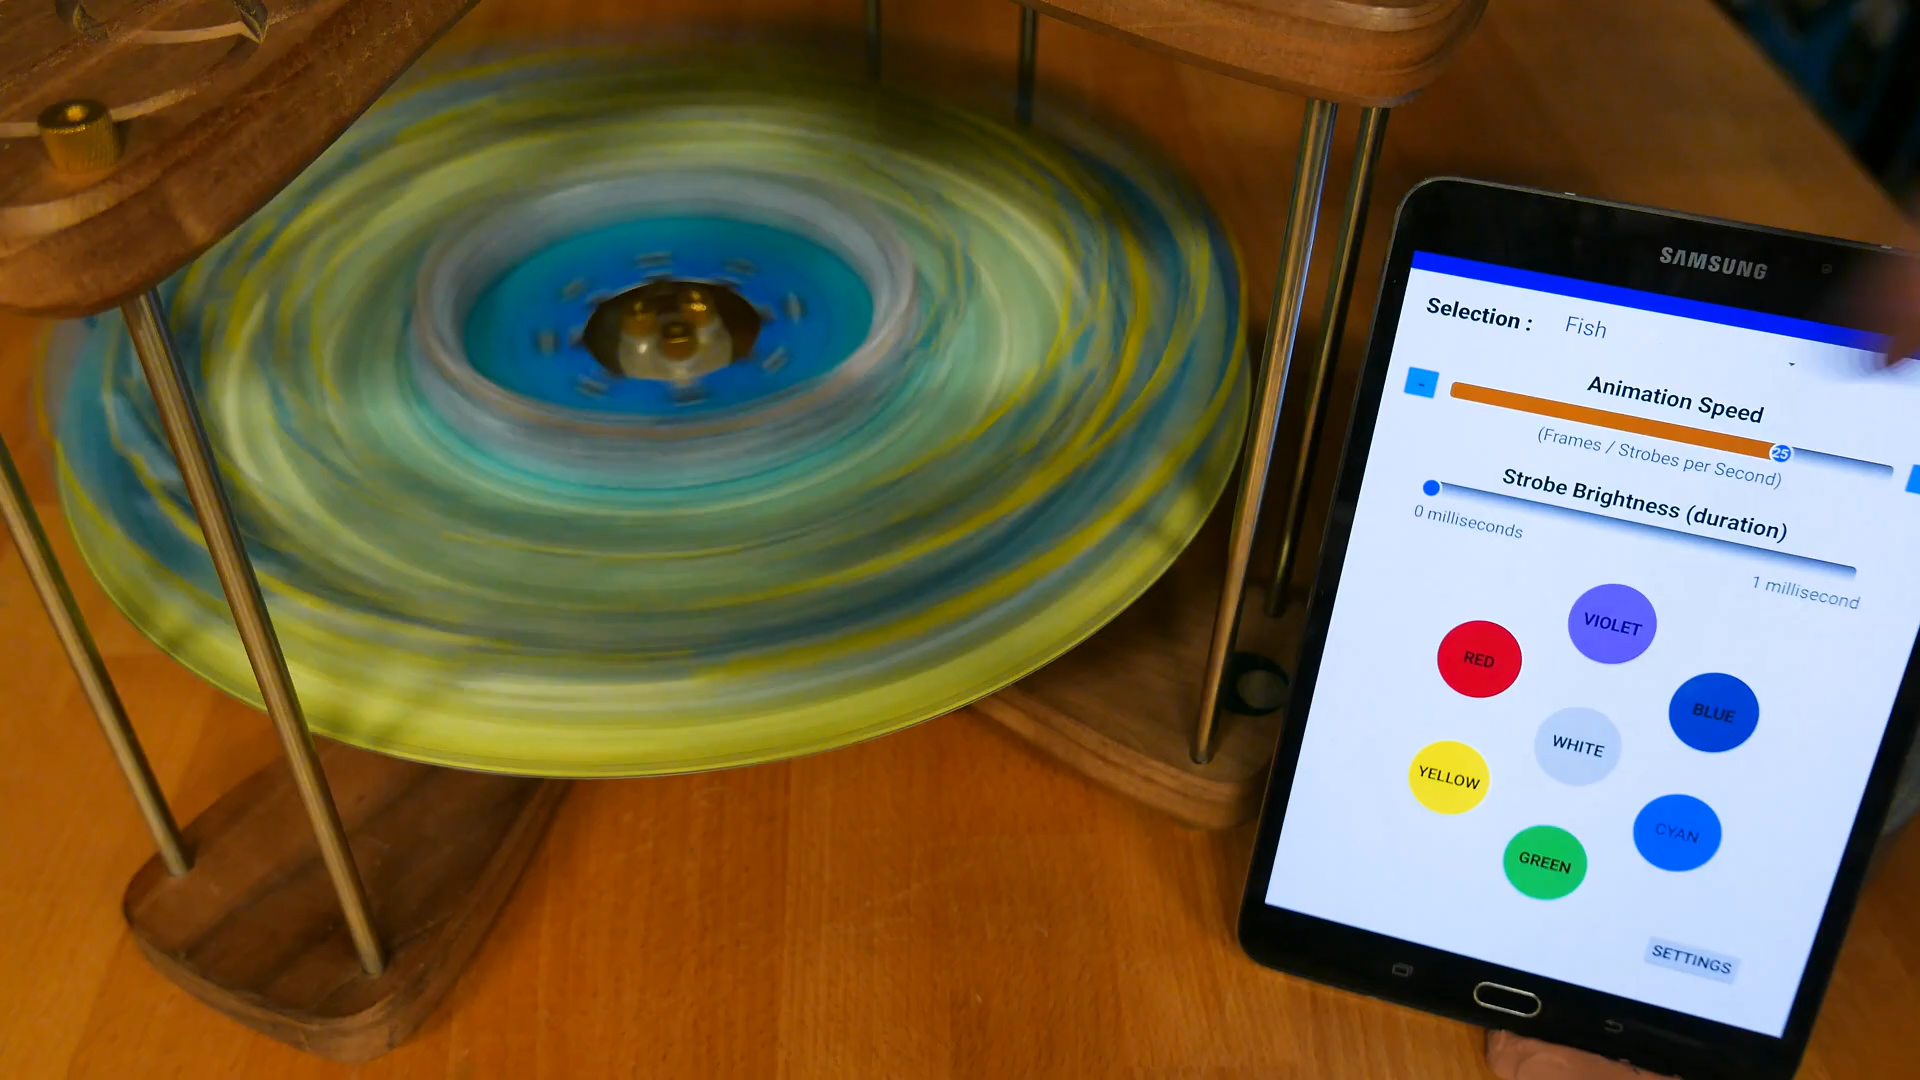 SAMSUNG
Selection : Fish
Animation Speed
-
25
(Frames / Strobes per Second)
Strobe Brightness (duration)
0 milliseconds
1 millisecond
VIOLET
RED
BLUE
WHITE
YELLOW
CYAN
GREEN
SETTINGS